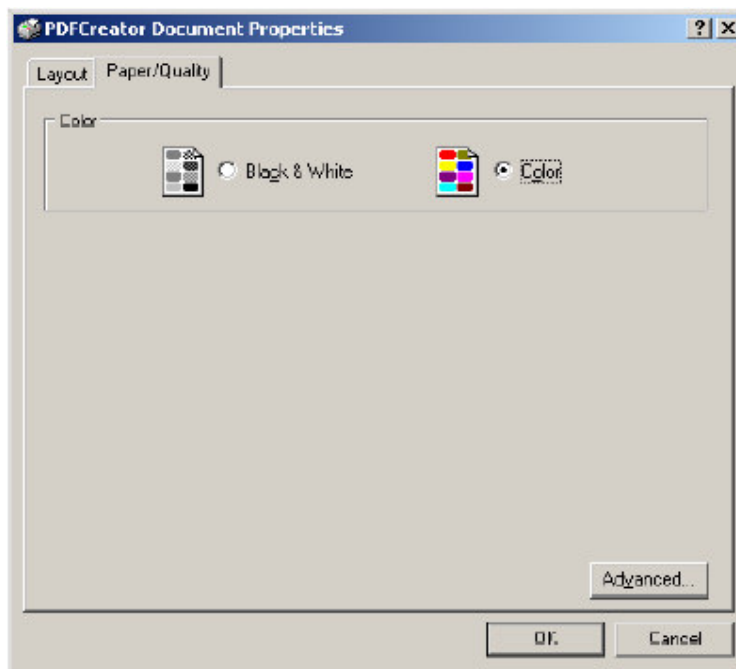 PDFCreator Document Properties
Layout Paper/Quality
Color
Black & White Color
Advanced...
OK Cancel